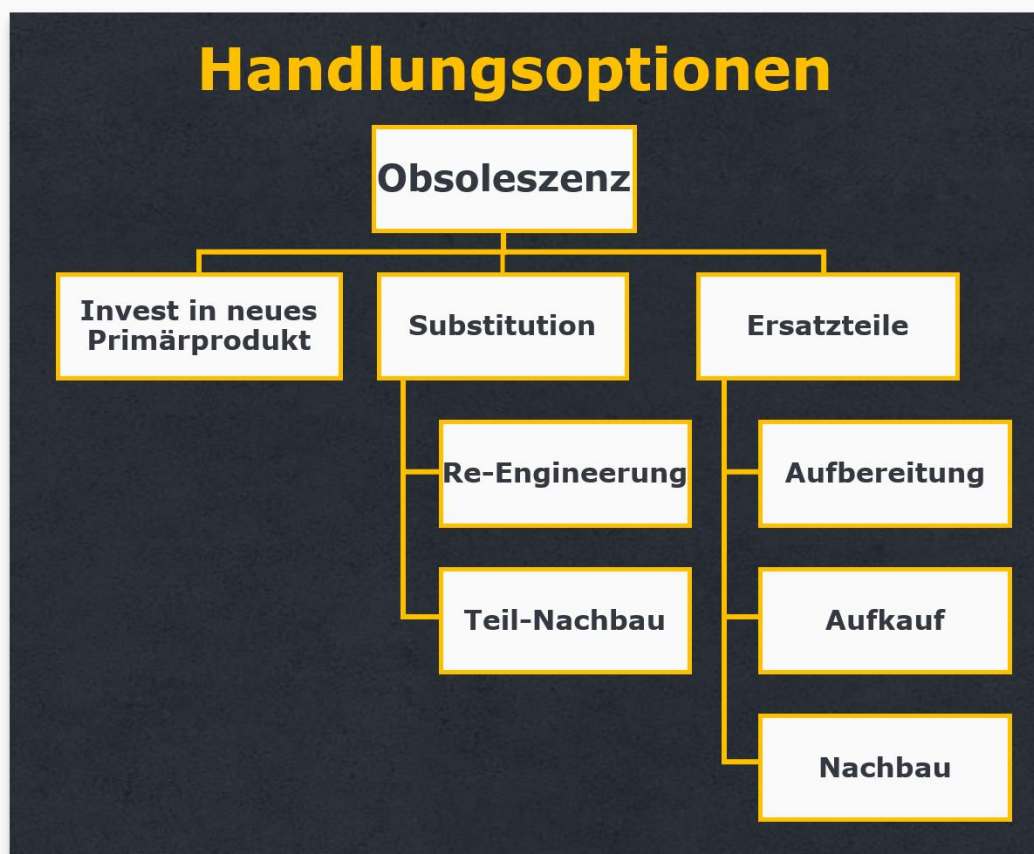 Handlungsoptionen
Obsoleszenz
Invest in neues
Primärprodukt
Substitution
Ersatzteile
Re-Engineerung
Aufbereitung
Teil-Nachbau
Aufkauf
Nachbau